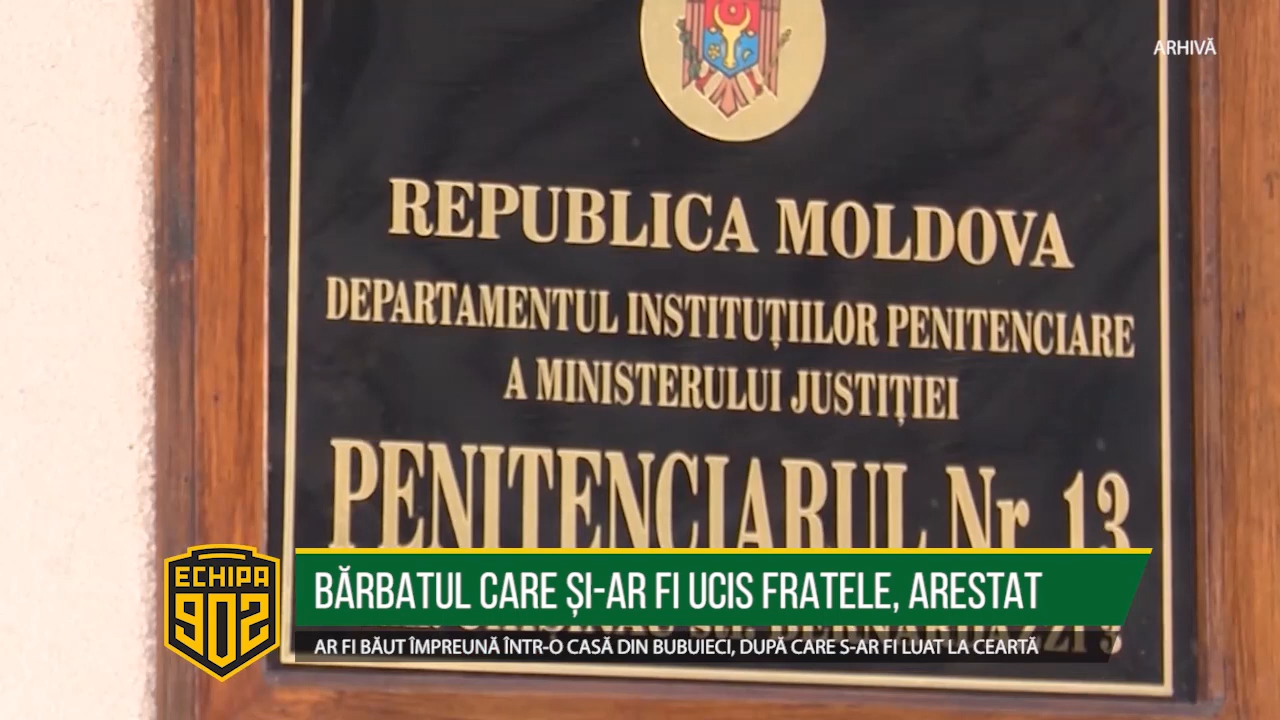 ARHIVĂ
REPUBLICA MOLDOVA
DEPARTAMENTUL INSTITUȚIILOR PENITENCIARE
A MINISTERULUI JUSTIȚIEI
PENITENCIARUL Nr. 13
ECHIPA
902
BĂRBATUL CARE ȘI-AR FI UCIS FRATELE, ARESTAT
AR FI BĂUT ÎMPREUNĂ ÎNTR-O CASĂ DIN BUBUIECI, DUPĂ CARE S-AR FI LUAT LA CEARTĂ